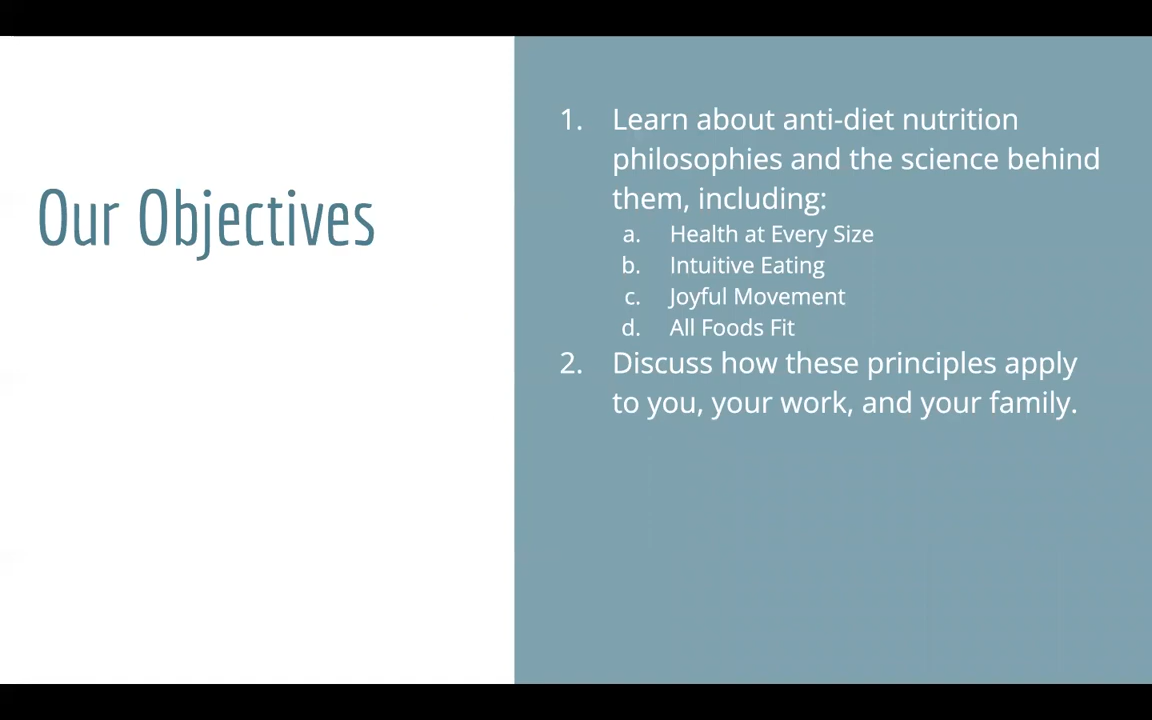 Our Objectives
1. Learn about anti-diet nutrition
philosophies and the science behind
them, including:
a. Health at Every Size
b. Intuitive Eating
c. Joyful Movement
d. All Foods Fit
2. Discuss how these principles apply
to you, your work, and your family.